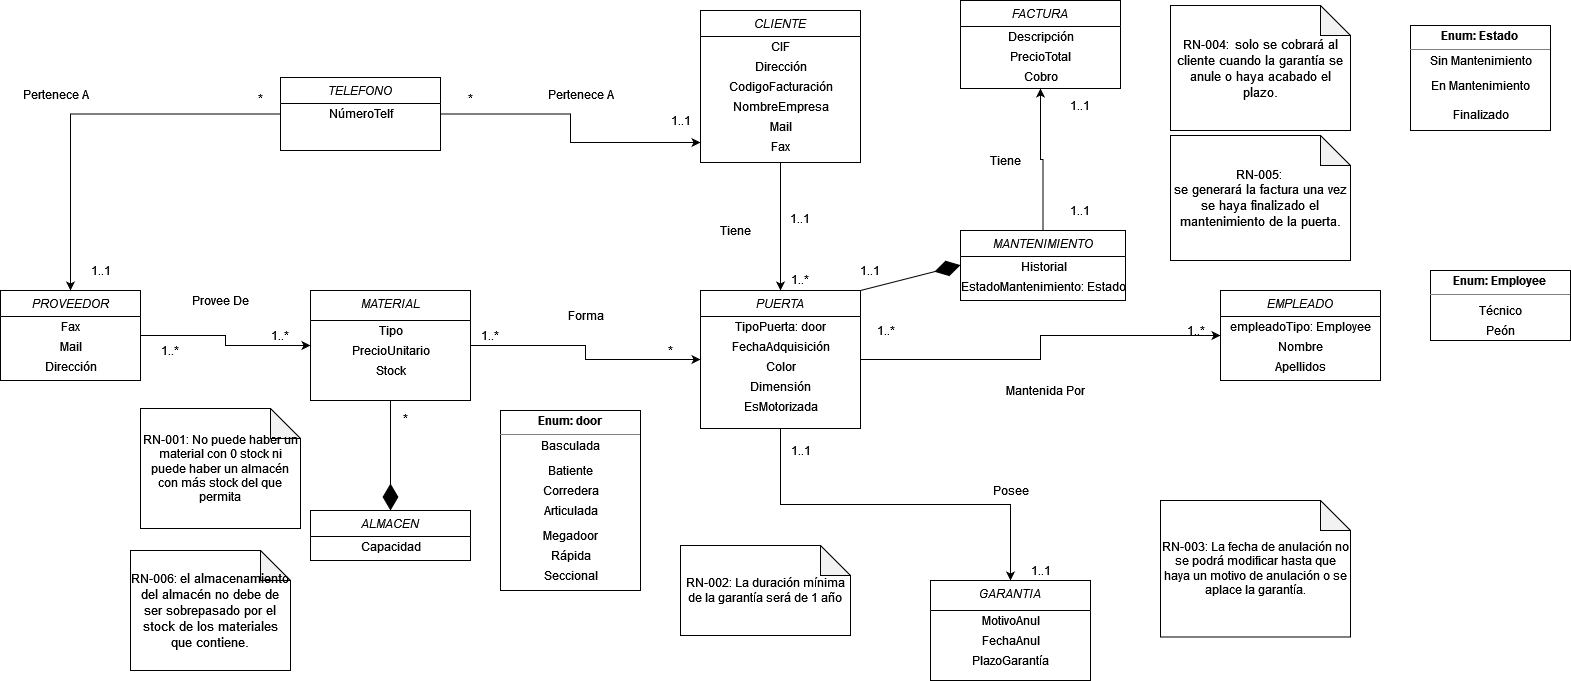 CLIENTE
CIF
Dirección
CodigoFacturación
NombreEmpresa
Mail
Fax
FACTURA
Descripción
PrecioTotal
Cobro
RN-004: solo se cobrará al
cliente cuando la garantía se
anule o haya acabado el
plazo.
Enum: Estado
Sin Mantenimiento
En Mantenimiento
Finalizado
Pertenece A
*
TELEFONO
NúmeroTelf
*
Pertenece A
1..1
1..1
Tiene
RN-005:
se generará la factura una vez
se haya finalizado el
mantenimiento de la puerta.
1..1
1..1
Tiene
MANTENIMIENTO
Historial
EstadoMantenimiento: Estado
1..1
1..*
1..1
Enum: Employee
Técnico
Peón
PROVEEDOR
Fax
Mail
Dirección
Provee De
1..*
1..*
MATERIAL
Tipo
PrecioUnitario
Stock
1..*
Forma
*
PUERTA
TipoPuerta: door
FechaAdquisición
Color
Dimensión
EsMotorizada
1..*
1..*
Mantenida Por
EMPLEADO
empleadoTipo: Employee
Nombre
Apellidos
RN-001: No puede haber un
material con 0 stock ni
puede haber un almacén
con más stock del que
permita
*
ALMACEN
Capacidad
Enum: door
Basculada
Batiente
Corredera
Articulada
Megadoor
Rápida
Seccional
1..1
Posee
1..1
RN-006: el almacenamiento
del almacén no debe de
ser sobrepasado por el
stock de los materiales
que contiene.
RN-002: La duración mínima
de la garantía será de 1 año
GARANTIA
MotivoAnul
FechaAnul
PlazoGarantía
RN-003: La fecha de anulación no
se podrá modificar hasta que
haya un motivo de anulación o se
aplace la garantía.